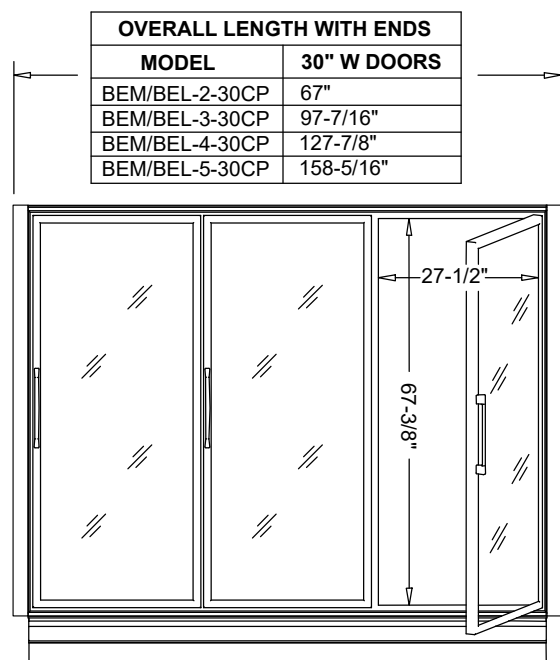 OVERALL LENGTH WITH ENDS
MODEL 30" W DOORS
BEM/BEL-2-30CP 67"
BEM/BEL-3-30CP 97-7/16"
BEM/BEL-4-30CP 127-7/8"
BEM/BEL-5-30CP 158-5/16"
27-1/2"
67-3/8"